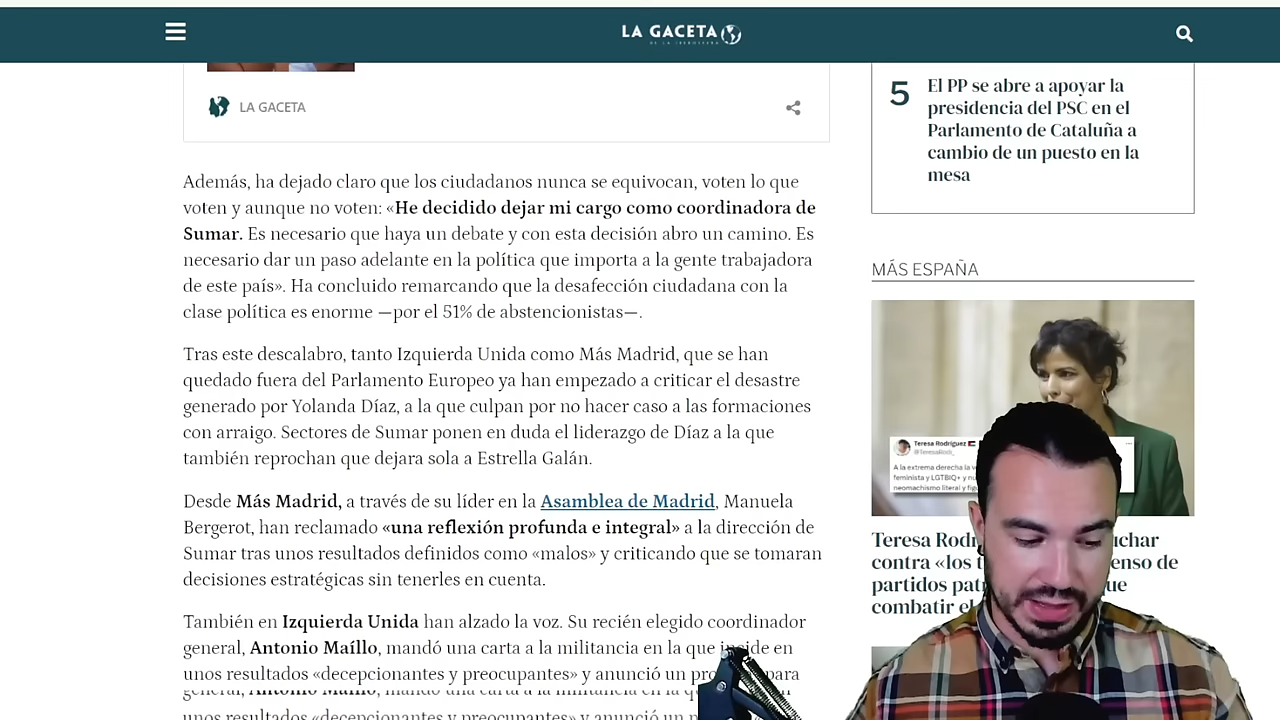 LA GACETA
DE LA IBEROSFERA
LA GACETA
Además, ha dejado claro que los ciudadanos nunca se equivocan, voten lo que
voten y aunque no voten: «He decidido dejar mi cargo como coordinadora de
Sumar. Es necesario que haya un debate y con esta decisión abro un camino. Es
necesario dar un paso adelante en la política que importa a la gente trabajadora
de este país». Ha concluido remarcando que la desafección ciudadana con la
clase política es enorme —por el 51% de abstencionistas—.
Tras este descalabro, tanto Izquierda Unida como Más Madrid, que se han
quedado fuera del Parlamento Europeo ya han empezado a criticar el desastre
generado por Yolanda Díaz, a la que culpan por no hacer caso a las formaciones
con arraigo. Sectores de Sumar ponen en duda el liderazgo de Díaz a la que
también reprochan que dejara sola a Estrella Galán.
Desde Más Madrid, a través de su líder en la Asamblea de Madrid, Manuela
Bergerot, han reclamado «una reflexión profunda e integral» a la dirección de
Sumar tras unos resultados definidos como «malos» y criticando que se tomaran
decisiones estratégicas sin tenerles en cuenta.
También en Izquierda Unida han alzado la voz. Su recién elegido coordinador
general, Antonio Maíllo, mandó una carta a la militancia en la que incide en
unos resultados «decepcionantes y preocupantes» y anunció un para
general, Antonio Maíllo, mandó una carta a la militancia en la
unos resultados «decepcionantes y preocupantes» y anunció un
5
El PP se abre a apoyar la
presidencia del PSC en el
Parlamento de Cataluña a
cambio de un puesto en la
mesa
MÁS ESPAÑA
Teresa Rodríguez
@TeresaRodr_
A la extrema derecha la
feminista y LGTBIQ+ y
neomachismo literal y
Teresa
contra «los de
partidos
combatir